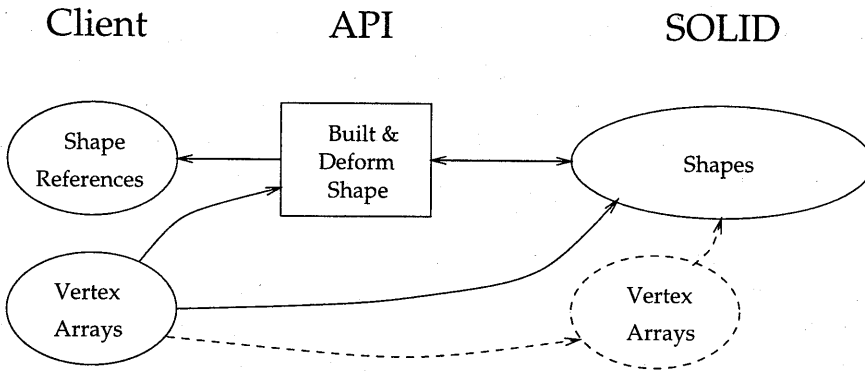 Client
API
SOLID
Shape
References
Built &
Deform
Shape
Shapes
Vertex
Arrays
Vertex
Arrays